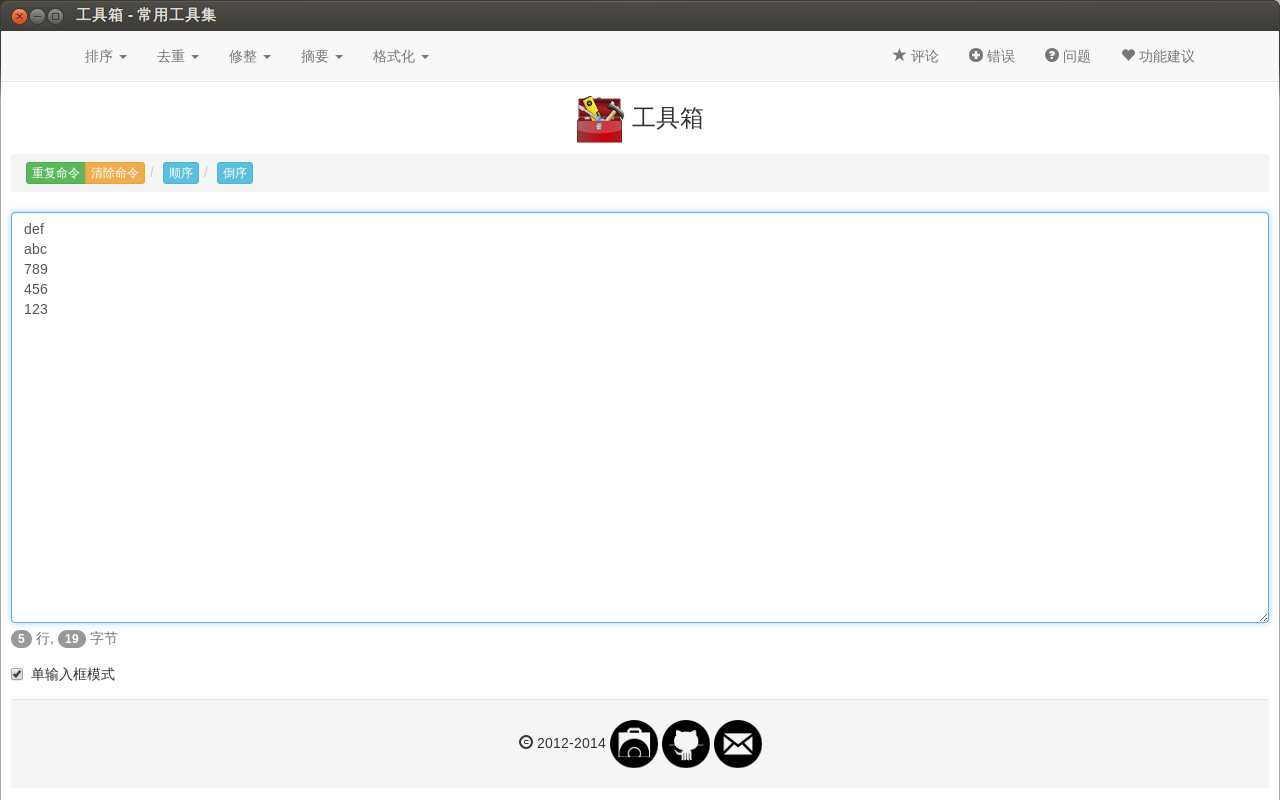 工具箱 - 常用工具集
排序 去重 修整 摘要 格式化 评论 错误 问题 功能建议
工具箱
重复命令 清除命令 / 顺序 / 倒序
def
abc
789
456
123
5 行, 19 字节
单输入框模式
© 2012-2014